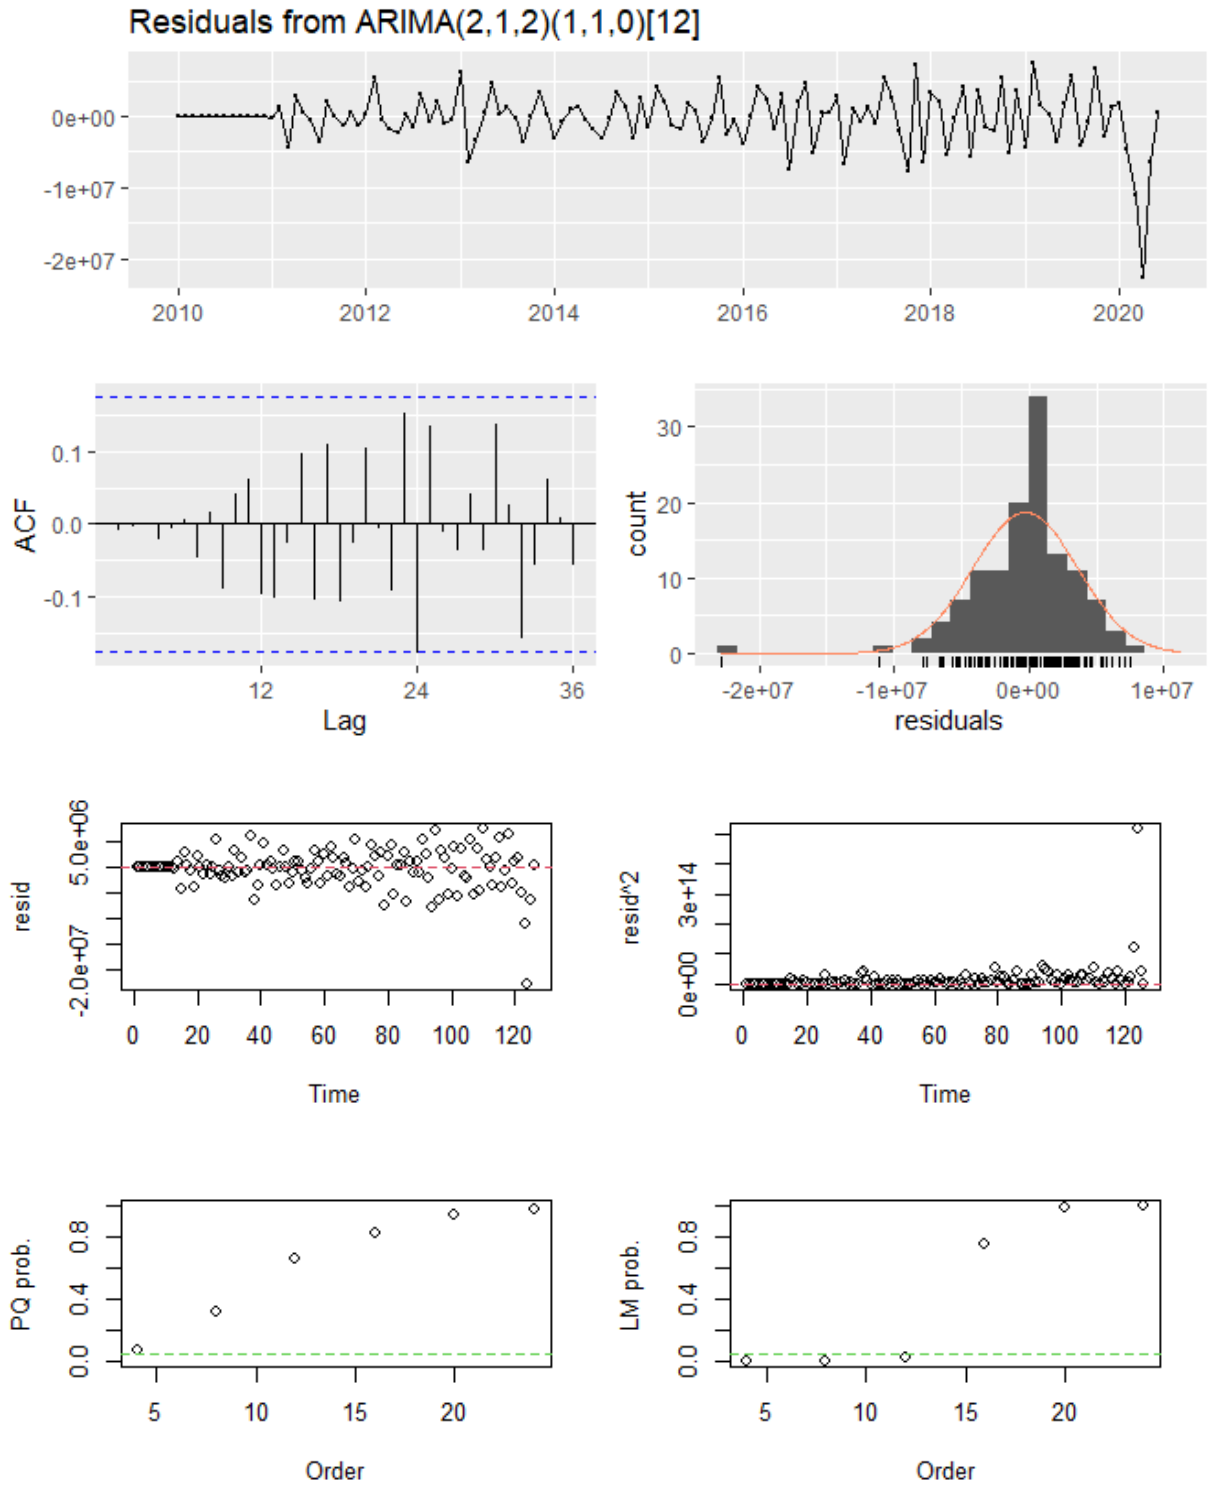 Residuals from ARIMA(2,1,2)(1,1,0)[12]
0e+00
-1e+07
-2e+07
2010 2012 2014 2016 2018 2020
ACF
0.1
0.0
-0.1
12 24 36
Lag
count
30
20
10
0
-2e+07 -1e+07 0e+00 1e+07
residuals
resid
5.0e+06
-2.0e+07
0 20 40 60 80 100 120
Time
resid^2
3e+14
0e+00
0 20 40 60 80 100 120
Time
PQ prob.
0.8
0.4
0.0
5 10 15 20
Order
LM prob.
0.8
0.4
0.0
5 10 15 20
Order